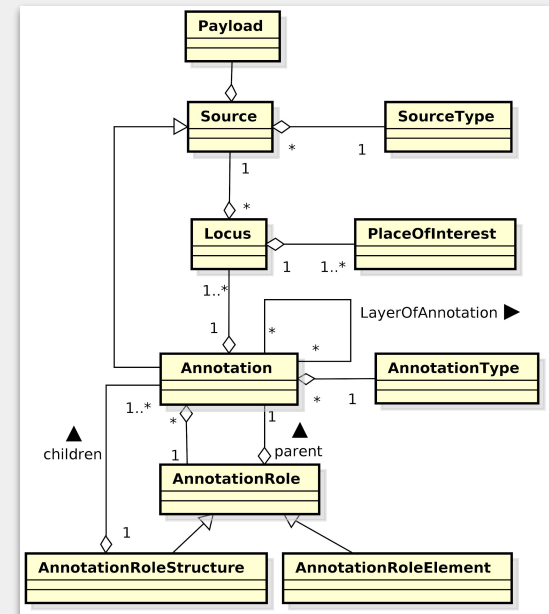 Payload
Source
SourceType
1
*
1
*
Locus
PlaceOfInterest
1
1..*
1..*
LayerOfAnnotation ▶
1
*
*
Annotation
AnnotationType
1..*
*
1
*
1
▲
▲
children
1
parent
AnnotationRole
1
AnnotationRoleStructure
AnnotationRoleElement